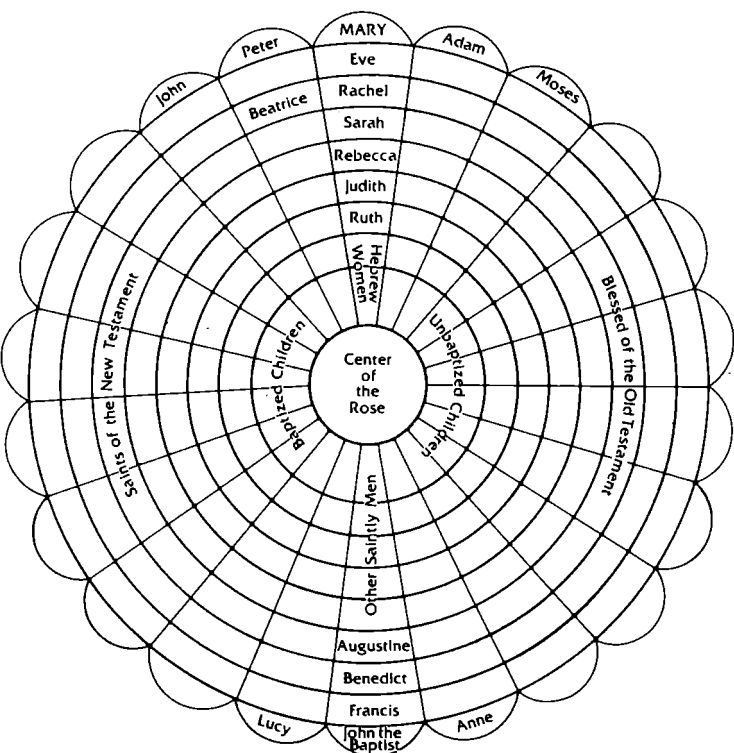 MARY
Peter
Adam
John
Moses
Eve
Beatrice
Rachel
Sarah
Rebecca
Judith
Ruth
Hebrew
Women
Saints of the New Testament
Baptized Children
Center
of
the
Rose
Unbaptized Children
Blessed of the Old Testament
Other Saintly Men
Augustine
Benedict
Francis
Lucy
John the
Baptist
Anne